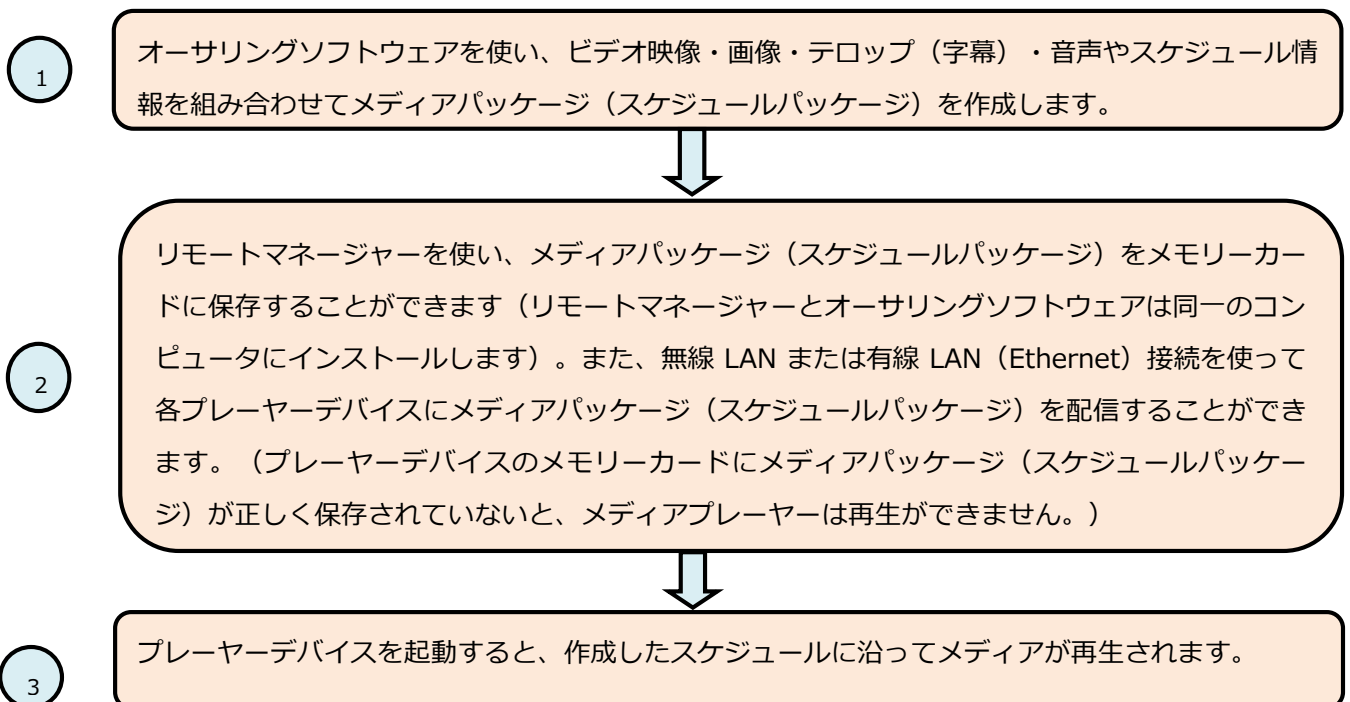 1
オーサリングソフトウェアを使い、ビデオ映像・画像・テロップ（字幕）・音声やスケジュール情
報を組み合わせてメディアパッケージ（スケジュールパッケージ）を作成します。
2
リモートマネージャーを使い、メディアパッケージ（スケジュールパッケージ）をメモリーカー
ドに保存することができます（リモートマネージャーとオーサリングソフトウェアは同一のコン
ピュータにインストールします）。また、無線 LAN または有線 LAN（Ethernet）接続を使って
各プレーヤーデバイスにメディアパッケージ（スケジュールパッケージ）を配信することができ
ます。（プレーヤーデバイスのメモリーカードにメディアパッケージ（スケジュールパッケー
ジ）が正しく保存されていないと、メディアプレーヤーは再生ができません。）
3
プレーヤーデバイスを起動すると、作成したスケジュールに沿ってメディアが再生されます。